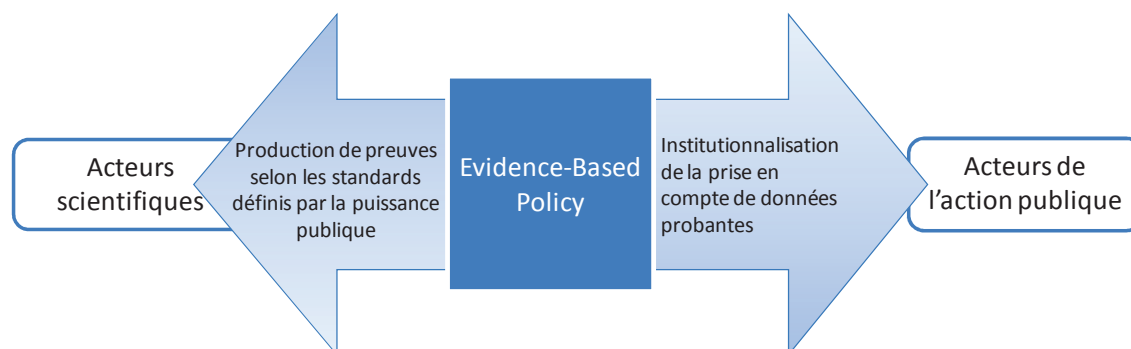 Acteurs
scientifiques
Production de preuves
selon les standards
définis par la puissance
publique
Evidence-Based
Policy
Institutionnalisation
de la prise en
compte de données
probantes
Acteurs de
l'action publique